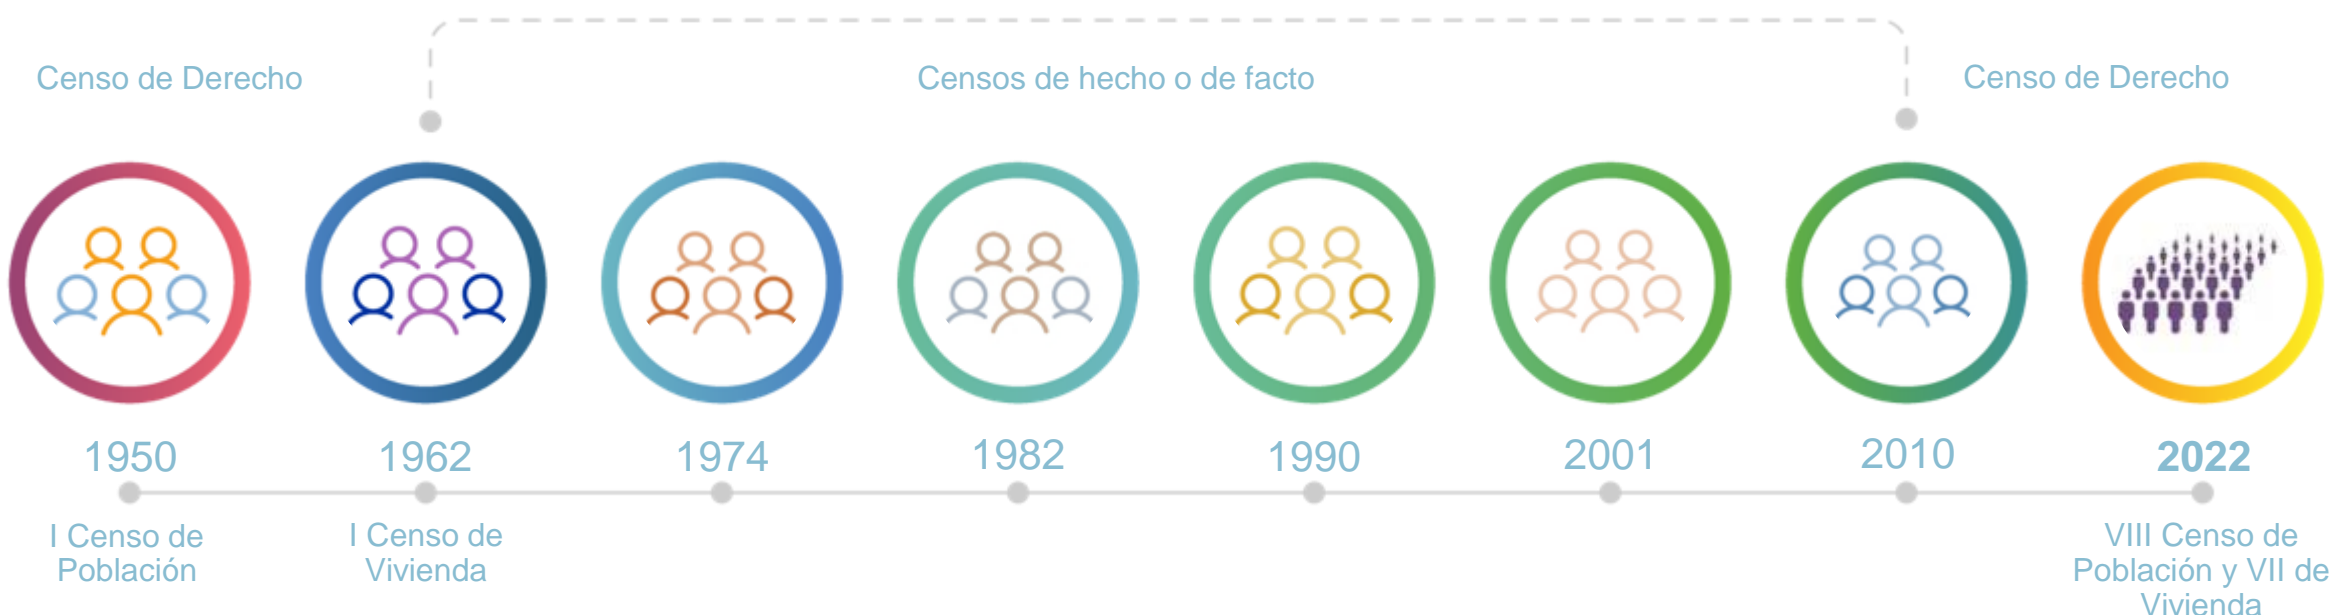 Censo de Derecho
Censos de hecho o de facto
Censo de Derecho
1950
1962
1974
1982
1990
2001
2010
2022
I Censo de
Población
I Censo de
Vivienda
VIII Censo de
Población y VII de
Vivienda